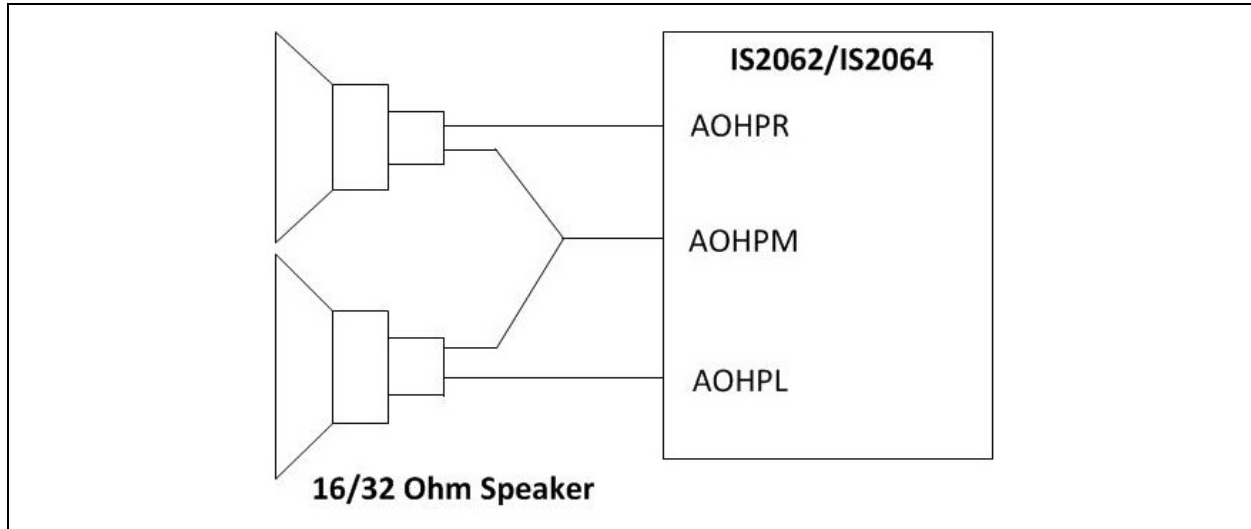 IS2062/IS2064
AOHPR
AOHPM
AOHPL
16/32 Ohm Speaker